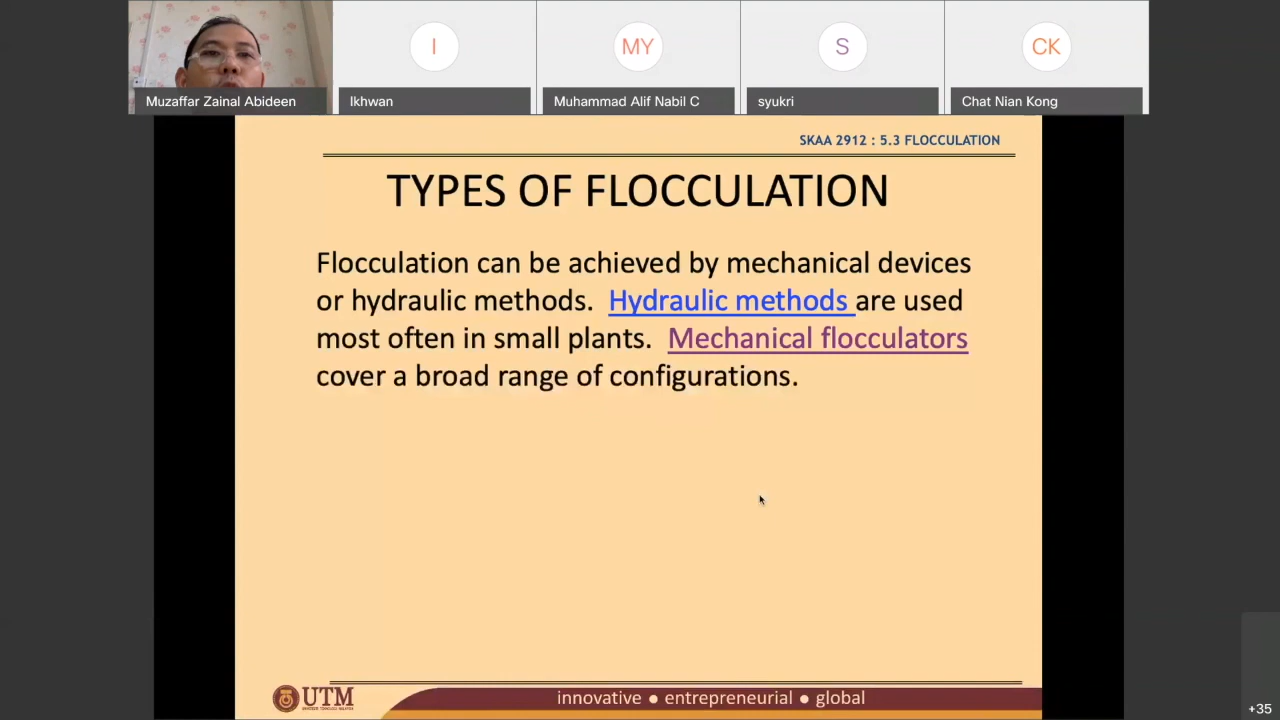 I
MY
S
CK
Muzaffar Zainal Abideen
Ikhwan
Muhammad Alif Nabil C
syukri
Chat Nian Kong
SKAA 2912 : 5.3 FLOCCULATION
TYPES OF FLOCCULATION
Flocculation can be achieved by mechanical devices
or hydraulic methods. Hydraulic methods are used
most often in small plants. Mechanical flocculators
cover a broad range of configurations.
UTM
innovative ● entrepreneurial ● global
+35